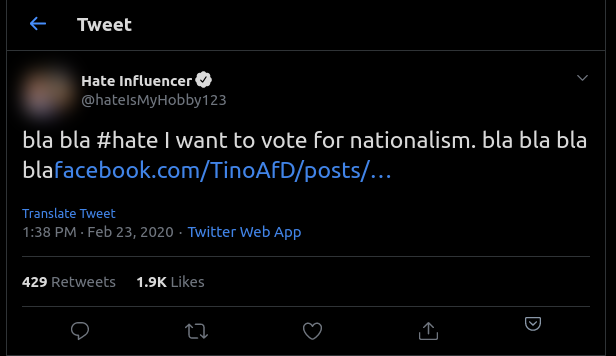 Tweet
Hate Influencer
@hateIsMyHobby123
bla bla #hate I want to vote for nationalism. bla bla bla
blafacebook.com/TinoAfD/posts/...
Translate Tweet
1:38 PM · Feb 23, 2020 · Twitter Web App
429 Retweets 1.9K Likes